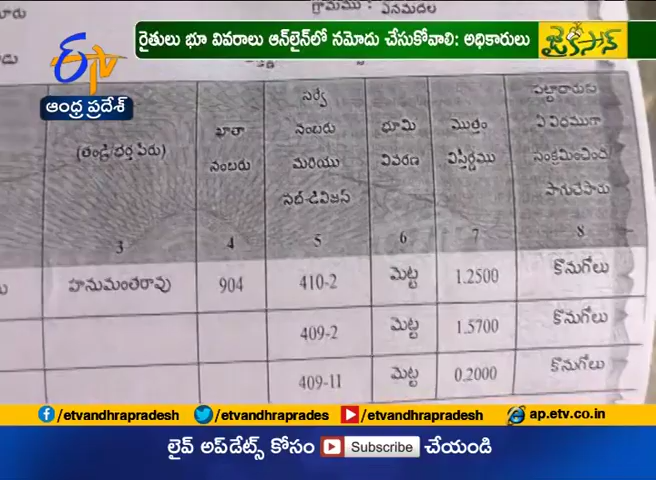 గ్రామము : పెనమదల
రైతులు భూ వివరాలు ఆన్‌లైన్‌లో నమోదు చేసుకోవాలి: అధికారులు
జైకిసాన్
ETV
ఆంధ్ర ప్రదేశ్
(తండ్రి/భర్త పేరు)
ఖాతా
నంబరు
సర్వే
నంబరు
మరియు
సబ్-డివిజన్
భూమి
వివరణ
మొత్తం
విస్తీర్ణము
పట్టాదారుకు
ఏ విధముగా
సంక్రమించింది
సాగుచేసారు
3 4 5 6 7 8
హనుమంతరావు 904 410-2 మెట్ట 1.2500 కొనుగోలు
409-2 మెట్ట 1.5700 కొనుగోలు
409-11 మెట్ట 0.2000 కొనుగోలు
/etvandhrapradesh /etvandhraprades /etvandhrapradesh ap.etv.co.in
లైవ్ అప్‌డేట్స్ కోసం Subscribe చేయండి